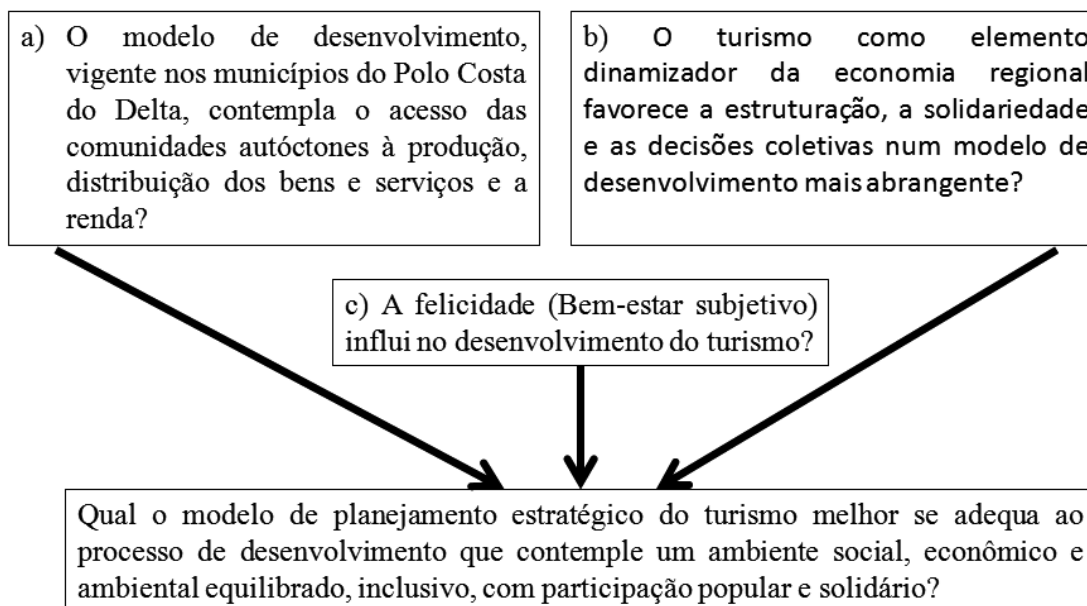 a) O modelo de desenvolvimento,
vigente nos municípios do Polo Costa
do Delta, contempla o acesso das
comunidades autóctones à produção,
distribuição dos bens e serviços e a
renda?
b) O turismo como elemento
dinamizador da economia regional
favorece a estruturação, a solidariedade
e as decisões coletivas num modelo de
desenvolvimento mais abrangente?
c) A felicidade (Bem-estar subjetivo)
influi no desenvolvimento do turismo?
Qual o modelo de planejamento estratégico do turismo melhor se adequa ao
processo de desenvolvimento que contemple um ambiente social, econômico e
ambiental equilibrado, inclusivo, com participação popular e solidário?